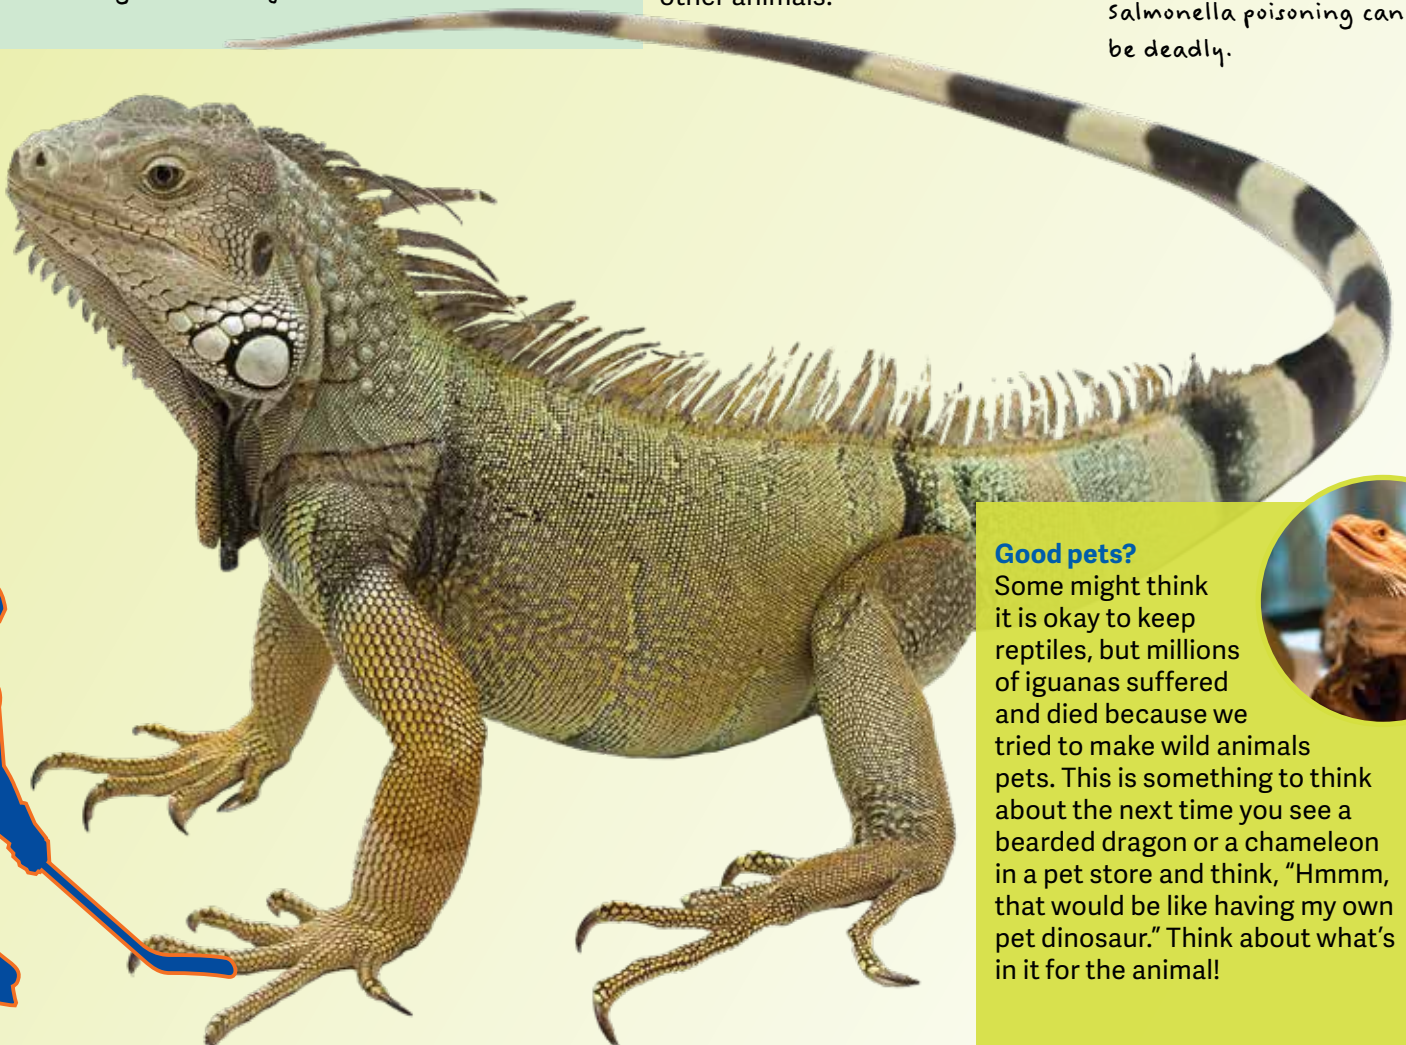 other animals.
Salmonella poisoning can
be deadly.
Good pets?
Some might think
it is okay to keep
reptiles, but millions
of iguanas suffered
and died because we
tried to make wild animals
pets. This is something to think
about the next time you see a
bearded dragon or a chameleon
in a pet store and think, “Hmmm,
that would be like having my own
pet dinosaur.” Think about what’s
in it for the animal!